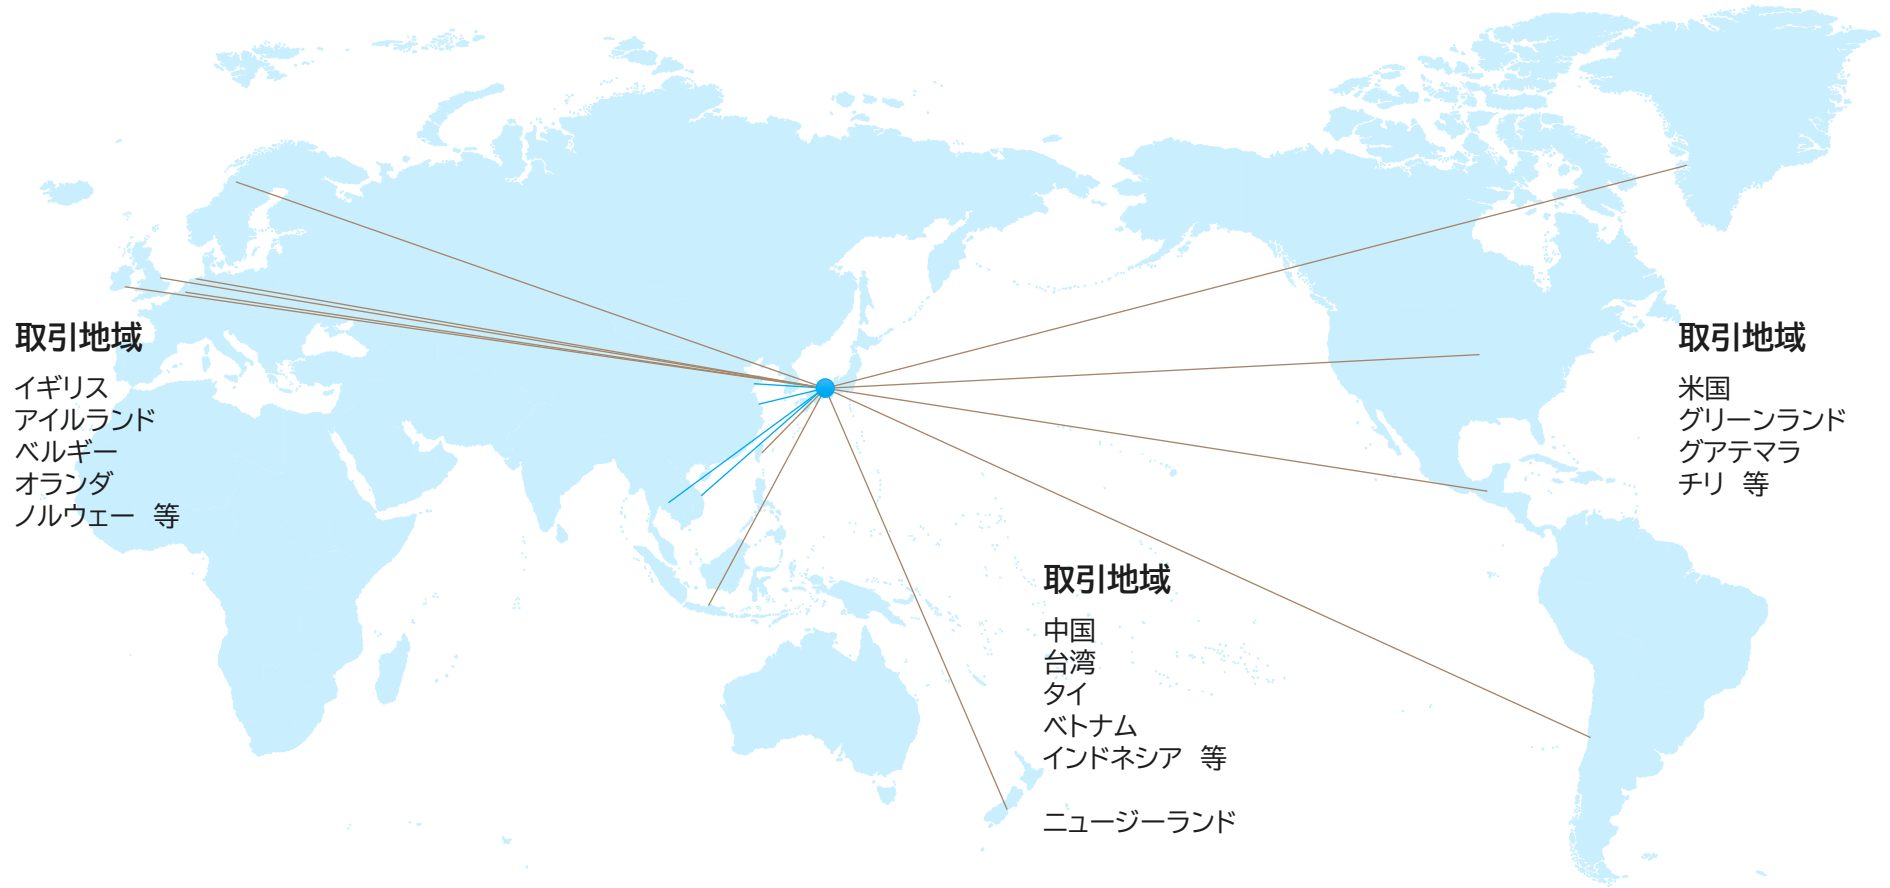 取引地域
イギリス
アイルランド
ベルギー
オランダ
ノルウェー 等
取引地域
中国
台湾
タイ
ベトナム
インドネシア 等
ニュージーランド
取引地域
米国
グリーンランド
グアテマラ
チリ 等